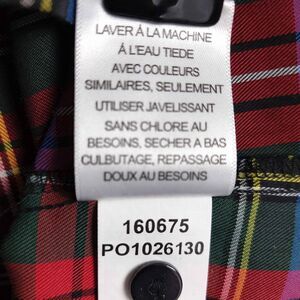 LAVER À LA MACHINE
À L'EAU TIEDE
AVEC COULEURS
SIMILAIRES, SEULEMENT
UTILISER JAVELISSANT
SANS CHLORE AU
BESOINS, SECHER A BAS
CULBUTAGE, REPASSAGE
DOUX AU BESOINS
160675
PO1026130